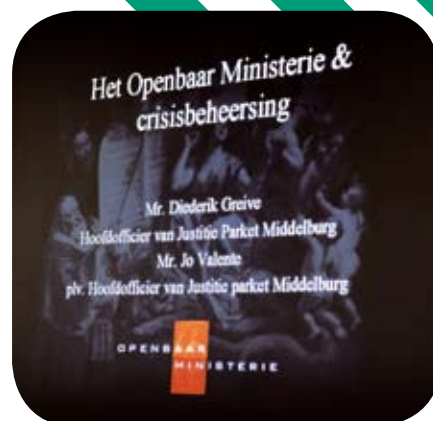 Het Openbaar Ministerie &
crisisbeheersing
Mr. Diederik Greive
Hoofdofficier van Justitie Parket Middelburg
Mr. Jo Valente
plv. Hoofdofficier van Justitie parket Middelburg
OPENBAAR
MINISTERIE